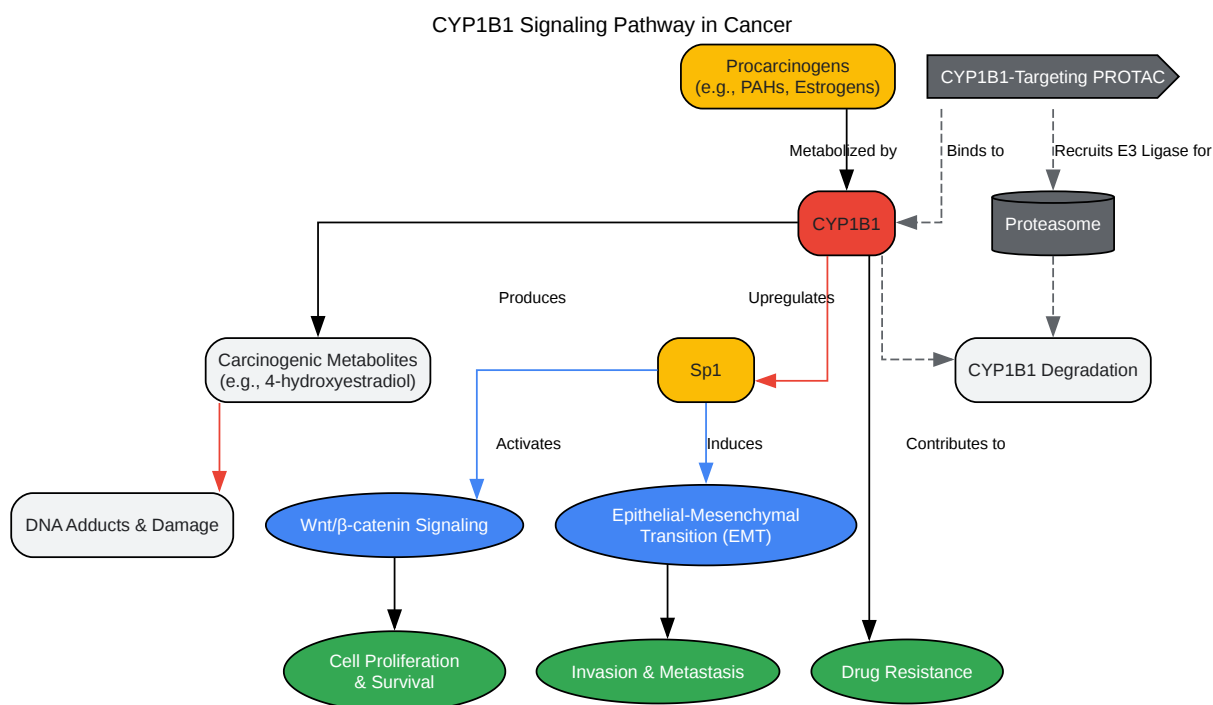 CYP1B1 Signaling Pathway in Cancer
Procarcinogens
(e.g., PAHs, Estrogens)
CYP1B1-Targeting PROTAC
Metabolized by
Binds to
Recruits E3 Ligase for
CYP1B1
Proteasome
Produces
Upregulates
Carcinogenic Metabolites
(e.g., 4-hydroxyestradiol)
Sp1
CYP1B1 Degradation
Activates
Induces
Contributes to
DNA Adducts & Damage
Wnt/β-catenin Signaling
Epithelial-Mesenchymal
Transition (EMT)
Cell Proliferation
& Survival
Invasion & Metastasis
Drug Resistance